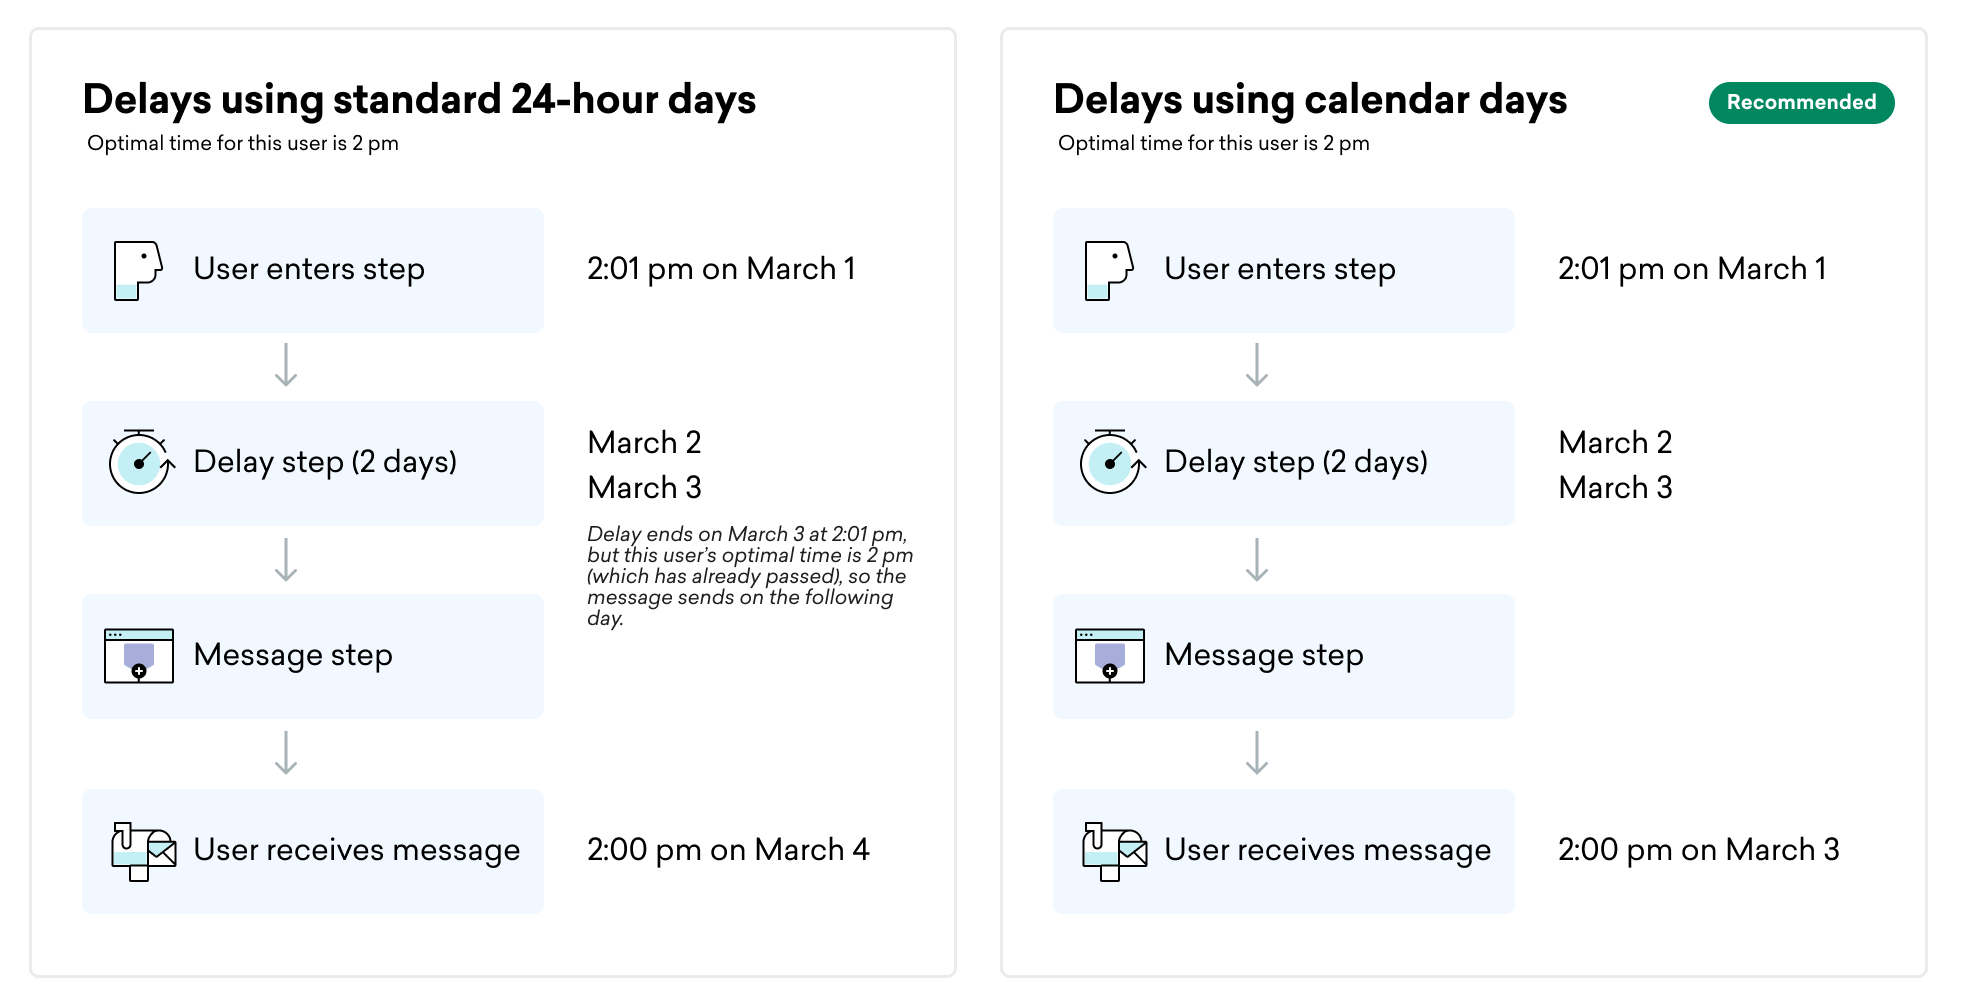 Delays using standard 24-hour days
Optimal time for this user is 2 pm
User enters step
2:01 pm on March 1
Delay step (2 days)
March 2
March 3
Delay ends on March 3 at 2:01 pm,
but this user's optimal time is 2 pm
(which has already passed), so the
message sends on the following
day.
Message step
User receives message
2:00 pm on March 4
Delays using calendar days
Recommended
Optimal time for this user is 2 pm
User enters step
2:01 pm on March 1
Delay step (2 days)
March 2
March 3
Message step
User receives message
2:00 pm on March 3